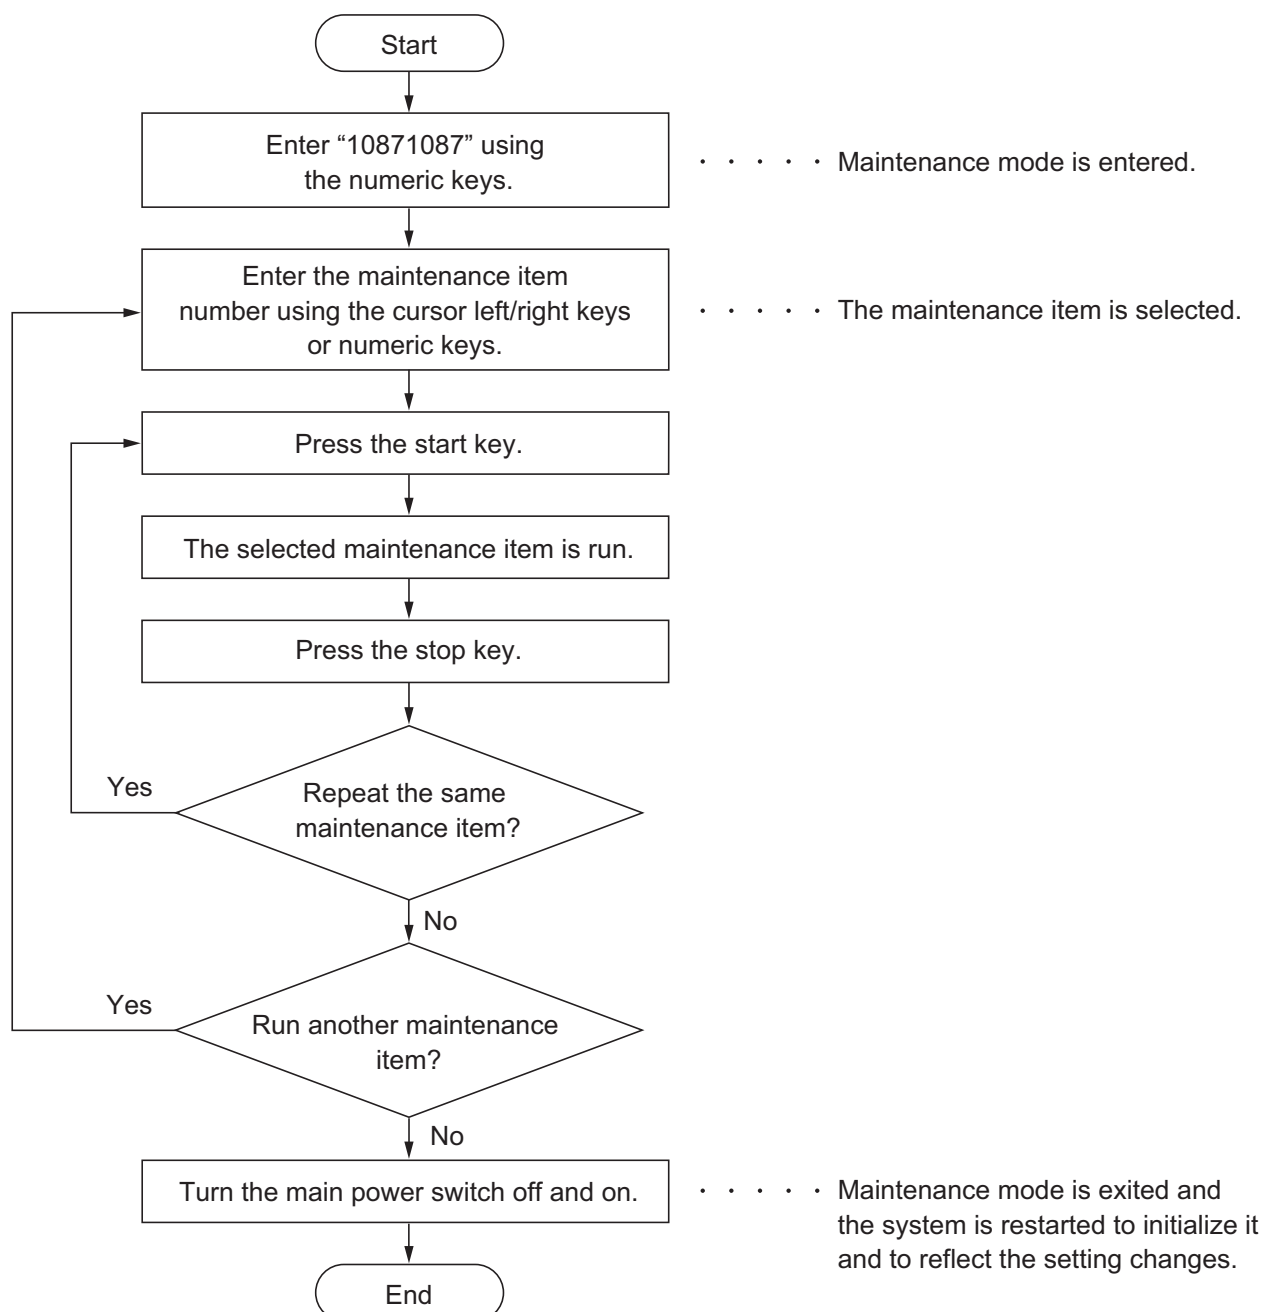 Start
Enter “10871087” using
the numeric keys.
· · · · · Maintenance mode is entered.
Enter the maintenance item
number using the cursor left/right keys
or numeric keys.
· · · · · The maintenance item is selected.
Press the start key.
The selected maintenance item is run.
Press the stop key.
Yes
Repeat the same
maintenance item?
No
Yes
Run another maintenance
item?
No
Turn the main power switch off and on.
· · · · · Maintenance mode is exited and
the system is restarted to initialize it
and to reflect the setting changes.
End